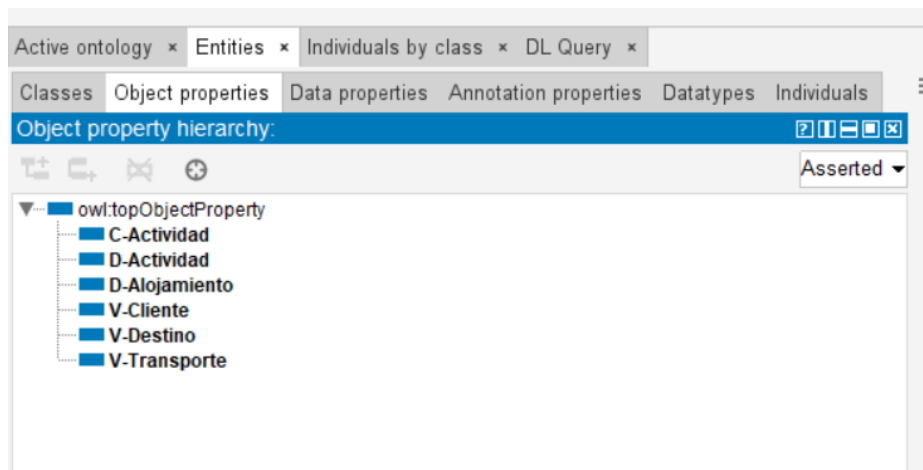 Active ontology × Entities × Individuals by class × DL Query ×
Classes Object properties Data properties Annotation properties Datatypes Individuals
Object property hierarchy:
Asserted
owl:topObjectProperty
C-Actividad
D-Actividad
D-Alojamiento
V-Cliente
V-Destino
V-Transporte